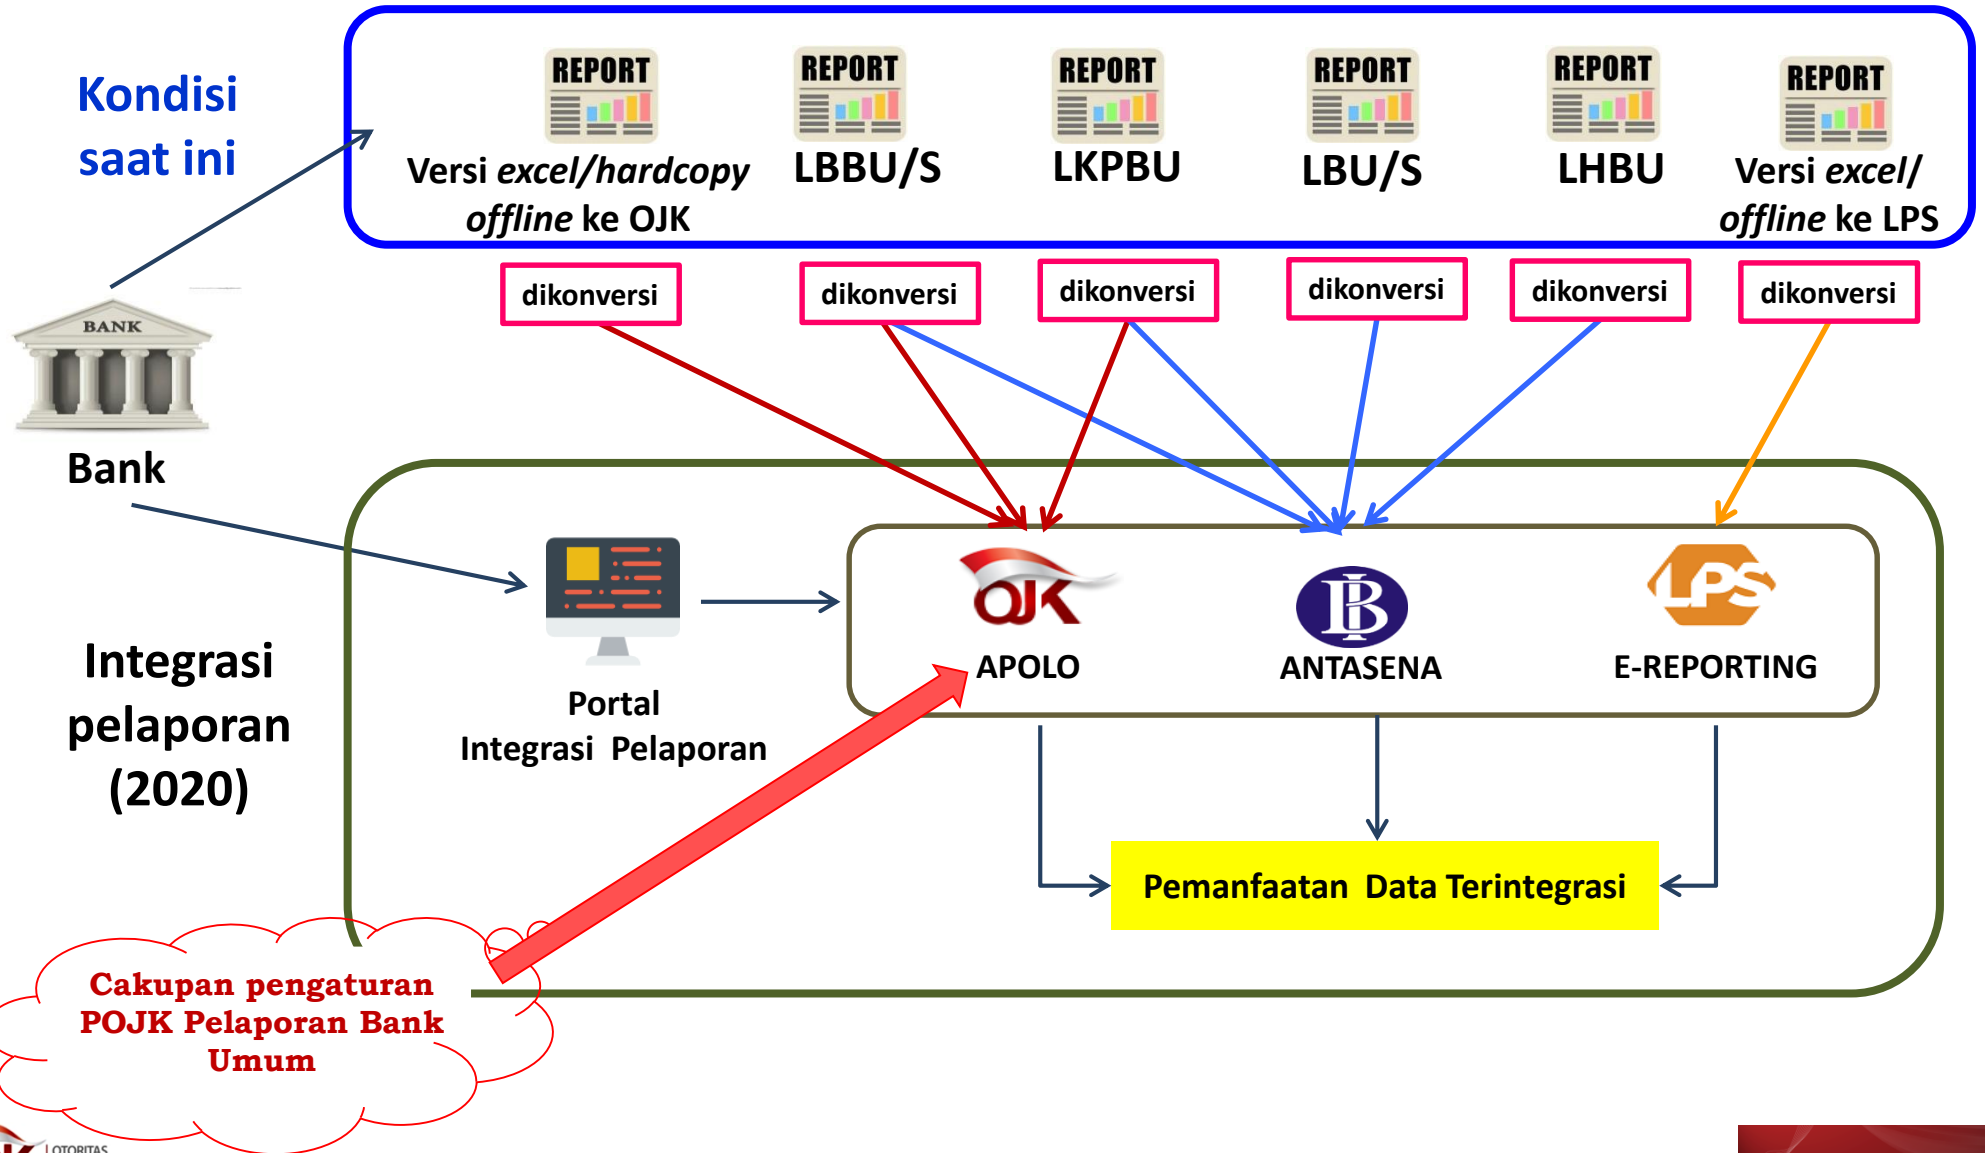 Kondisi
saat ini
REPORT
REPORT
REPORT
REPORT
REPORT
REPORT
Versi excel/hardcopy
offline ke OJK
LBBU/S
LKPBU
LBU/S
LHBU
Versi excel/
offline ke LPS
dikonversi
dikonversi
dikonversi
dikonversi
dikonversi
dikonversi
BANK
Bank
Integrasi
pelaporan
(2020)
Portal
Integrasi Pelaporan
OJK
APOLO
BI
ANTASENA
LPS
E-REPORTING
Pemanfaatan Data Terintegrasi
Cakupan pengaturan
POJK Pelaporan Bank
Umum
OTORITAS